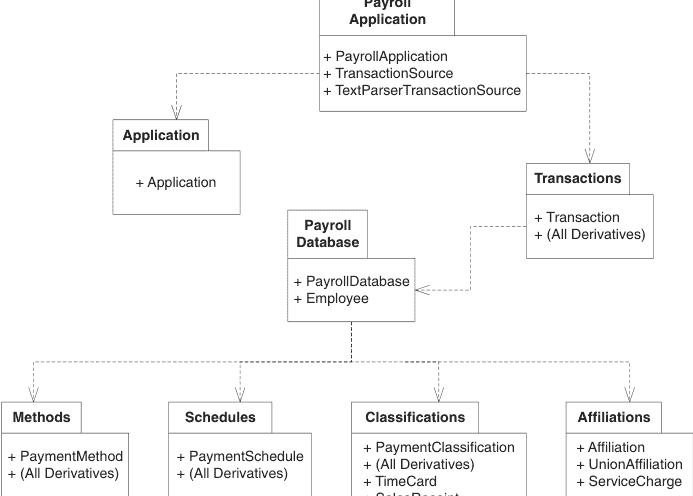 Payroll
Application
+ PayrollApplication
+ TransactionSource
+ TextParserTransactionSource
Application
+ Application
Transactions
+ Transaction
+ (All Derivatives)
Payroll
Database
+ PayrollDatabase
+ Employee
Methods
+ PaymentMethod
+ (All Derivatives)
Schedules
+ PaymentSchedule
+ (All Derivatives)
Classifications
+ PaymentClassification
+ (All Derivatives)
+ TimeCard
+ SalesReceipt
Affiliations
+ Affiliation
+ UnionAffiliation
+ ServiceCharge